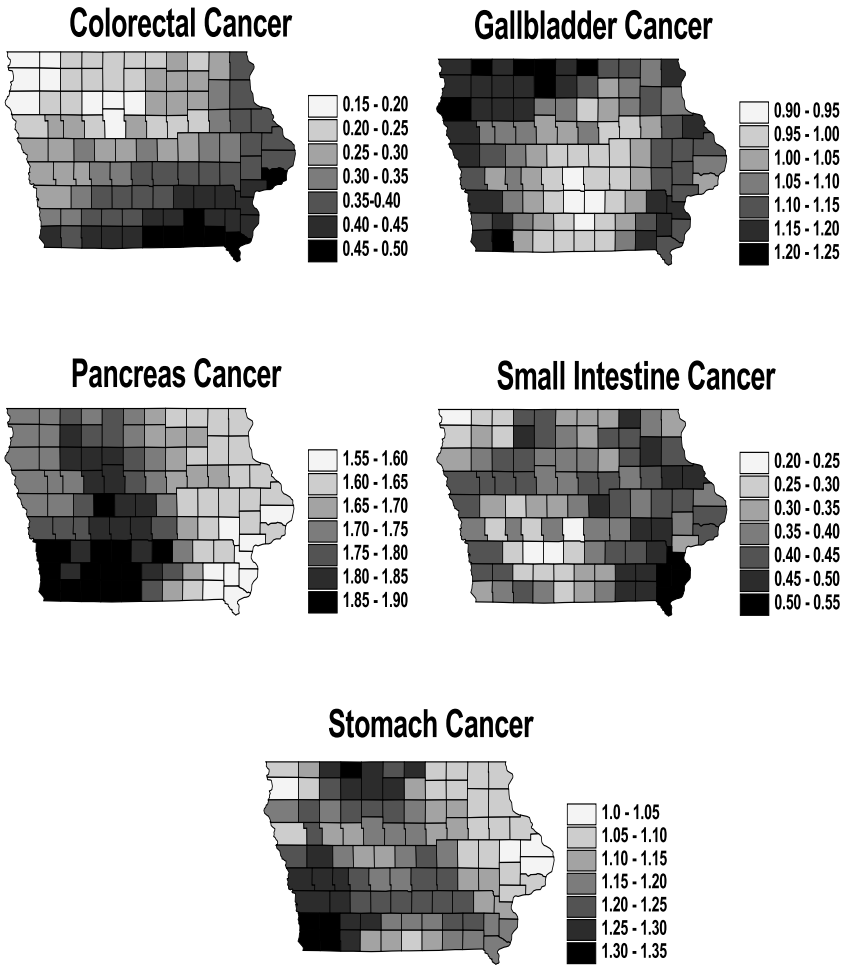 Colorectal Cancer
0.15 - 0.20
0.20 - 0.25
0.25 - 0.30
0.30 - 0.35
0.35-0.40
0.40 - 0.45
0.45 - 0.50
Gallbladder Cancer
0.90 - 0.95
0.95 - 1.00
1.00 - 1.05
1.05 - 1.10
1.10 - 1.15
1.15 - 1.20
1.20 - 1.25
Pancreas Cancer
1.55 - 1.60
1.60 - 1.65
1.65 - 1.70
1.70 - 1.75
1.75 - 1.80
1.80 - 1.85
1.85 - 1.90
Small Intestine Cancer
0.20 - 0.25
0.25 - 0.30
0.30 - 0.35
0.35 - 0.40
0.40 - 0.45
0.45 - 0.50
0.50 - 0.55
Stomach Cancer
1.0 - 1.05
1.05 - 1.10
1.10 - 1.15
1.15 - 1.20
1.20 - 1.25
1.25 - 1.30
1.30 - 1.35